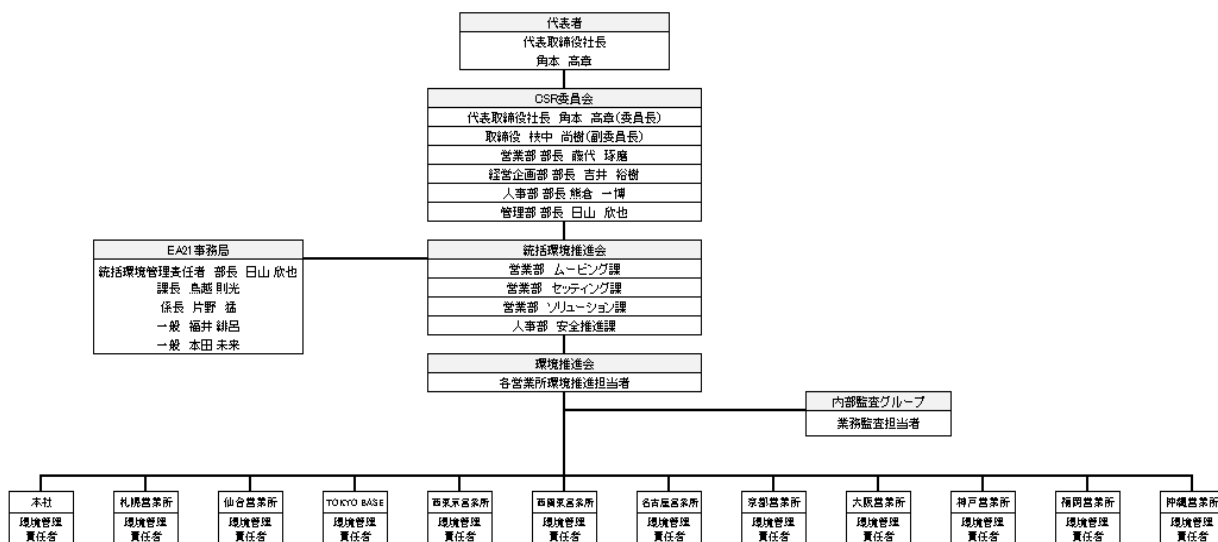 代表者
代表取締役社長
角本 高章
CSR委員会
代表取締役社長 角本 高章(委員長)
取締役 枝中 尚樹(副委員長)
営業部 部長 藤代 琢磨
経営企画部 部長 吉井 裕樹
人事部 部長 熊倉 一博
管理部 部長 日山 欣也
EA21事務局
統括環境管理責任者 部長 日山 欣也
課長 鳥越 則光
係長 片野 猛
一般 福井 緋呂
一般 本田 未来
統括環境推進会
営業部 ムービング課
営業部 セッティング課
営業部 ソリューション課
人事部 安全推進課
環境推進会
各営業所環境推進担当者
内部監査グループ
業務監査担当者
本社
環境管理
責任者
札幌営業所
環境管理
責任者
仙台営業所
環境管理
責任者
TOKYO BASE
環境管理
責任者
西東京営業所
環境管理
責任者
西関東営業所
環境管理
責任者
名古屋営業所
環境管理
責任者
京都営業所
環境管理
責任者
大阪営業所
環境管理
責任者
神戸営業所
環境管理
責任者
福岡営業所
環境管理
責任者
沖縄営業所
環境管理
責任者